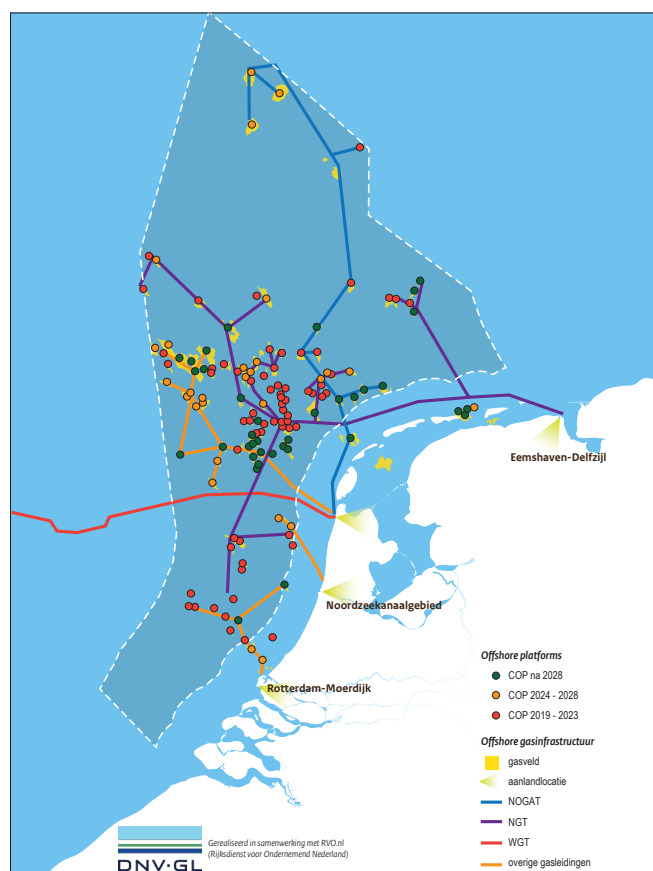 Eemshaven-Delfzijl
Noordzeekanaalgebied
Rotterdam-Moerdijk
Offshore platforms
COP na 2028
COP 2024 - 2028
COP 2019 - 2023
Offshore gasinfrastuctuur
gasveld
aanlandlocatie
NOGAT
NGT
WGT
overige gasleidingen
Gerealiseerd in samenwerking met RVO.nl
(Rijksdienst voor Ondernemend Nederland)
DNV·GL